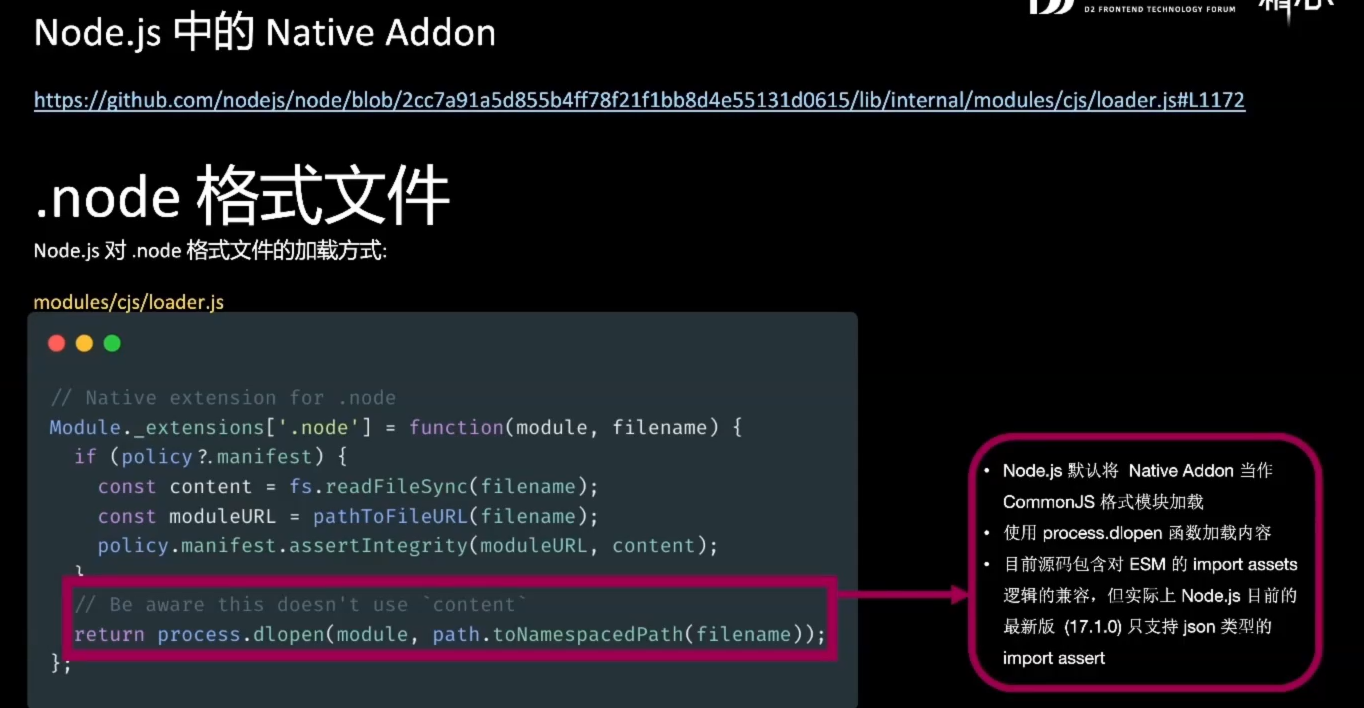 D2 FRONTEND TECHNOLOGY FORUM
Node.js 中的 Native Addon
https://github.com/nodejs/node/blob/2cc7a91a5d855b4ff78f21f1bb8d4e55131d0615/lib/internal/modules/cjs/loader.js#L1172
.node 格式文件
Node.js 对 .node 格式文件的加载方式:
modules/cjs/loader.js
// Native extension for .node
Module._extensions['.node'] = function(module, filename) {
if (policy?.manifest) {
const content = fs.readFileSync(filename);
const moduleURL = pathToFileURL(filename);
policy.manifest.assertIntegrity(moduleURL, content);
}
// Be aware this doesn't use `content`
return process.dlopen(module, path.toNamespacedPath(filename));
};
• Node.js 默认将 Native Addon 当作
CommonJS 格式模块加载
• 使用 process.dlopen 函数加载内容
• 目前源码包含对 ESM 的 import assets
逻辑的兼容，但实际上 Node.js 目前的
最新版 (17.1.0) 只支持 json 类型的
import assert